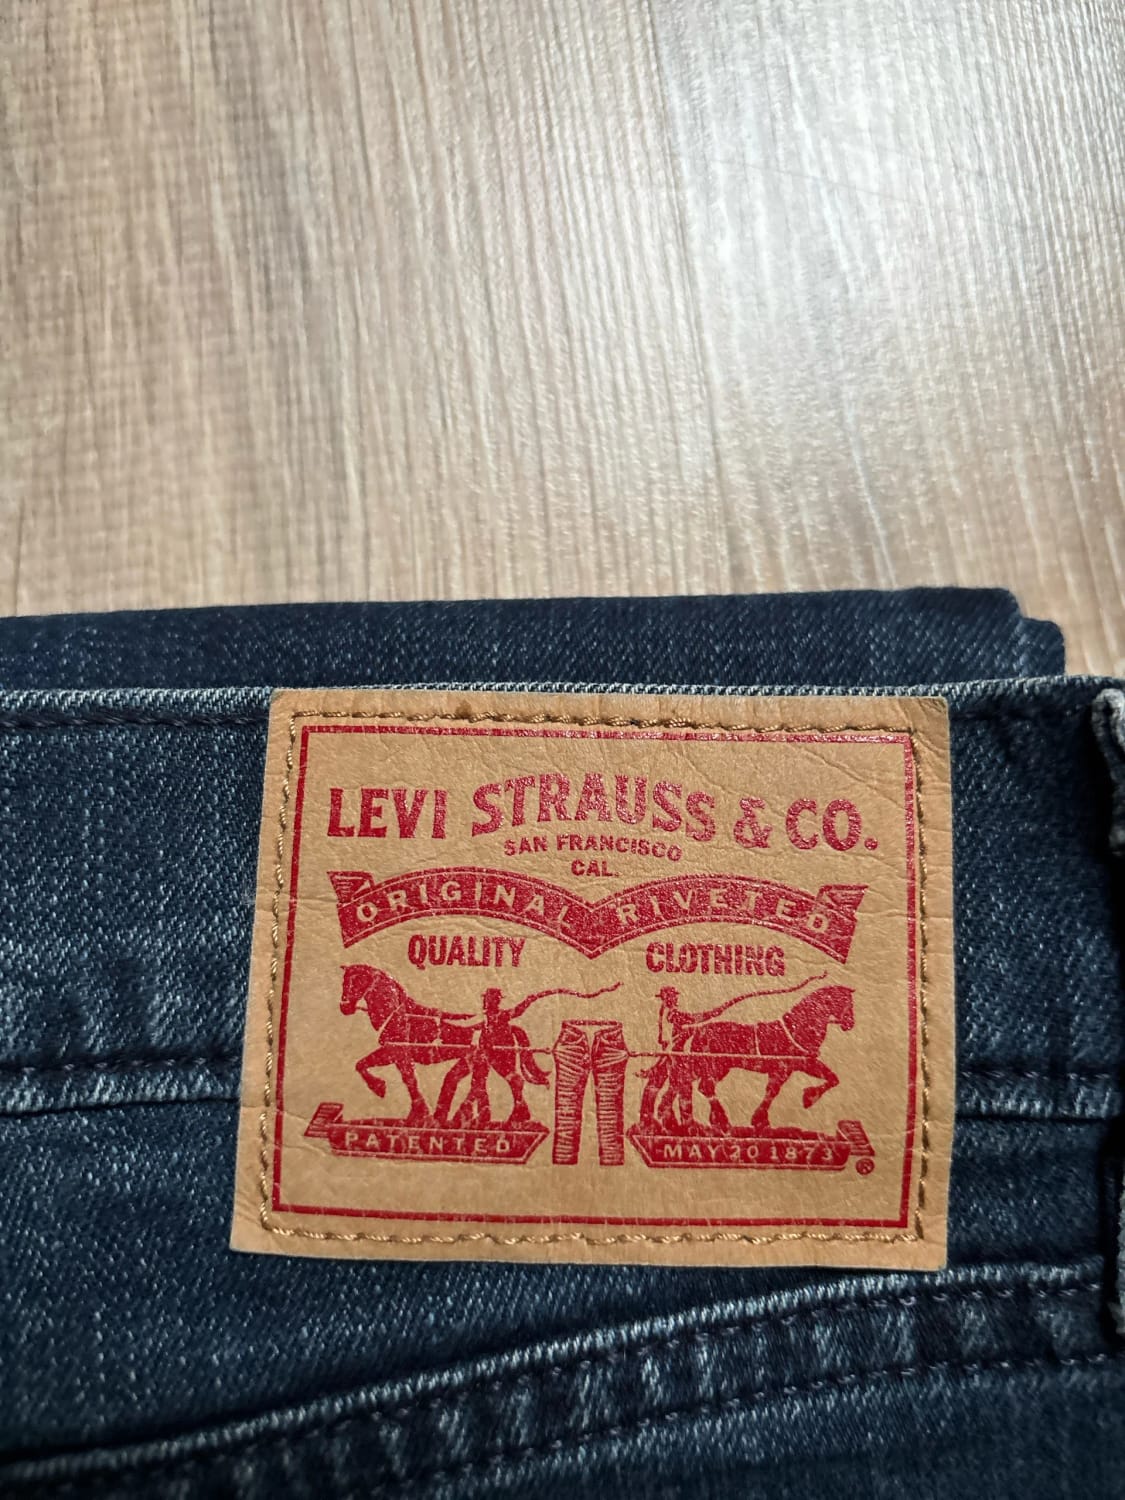 LEVI STRAUSS & CO.
SAN FRANCISCO
CAL.
ORIGINAL RIVETED
QUALITY CLOTHING
PATENTED MAY 20 1873 ®